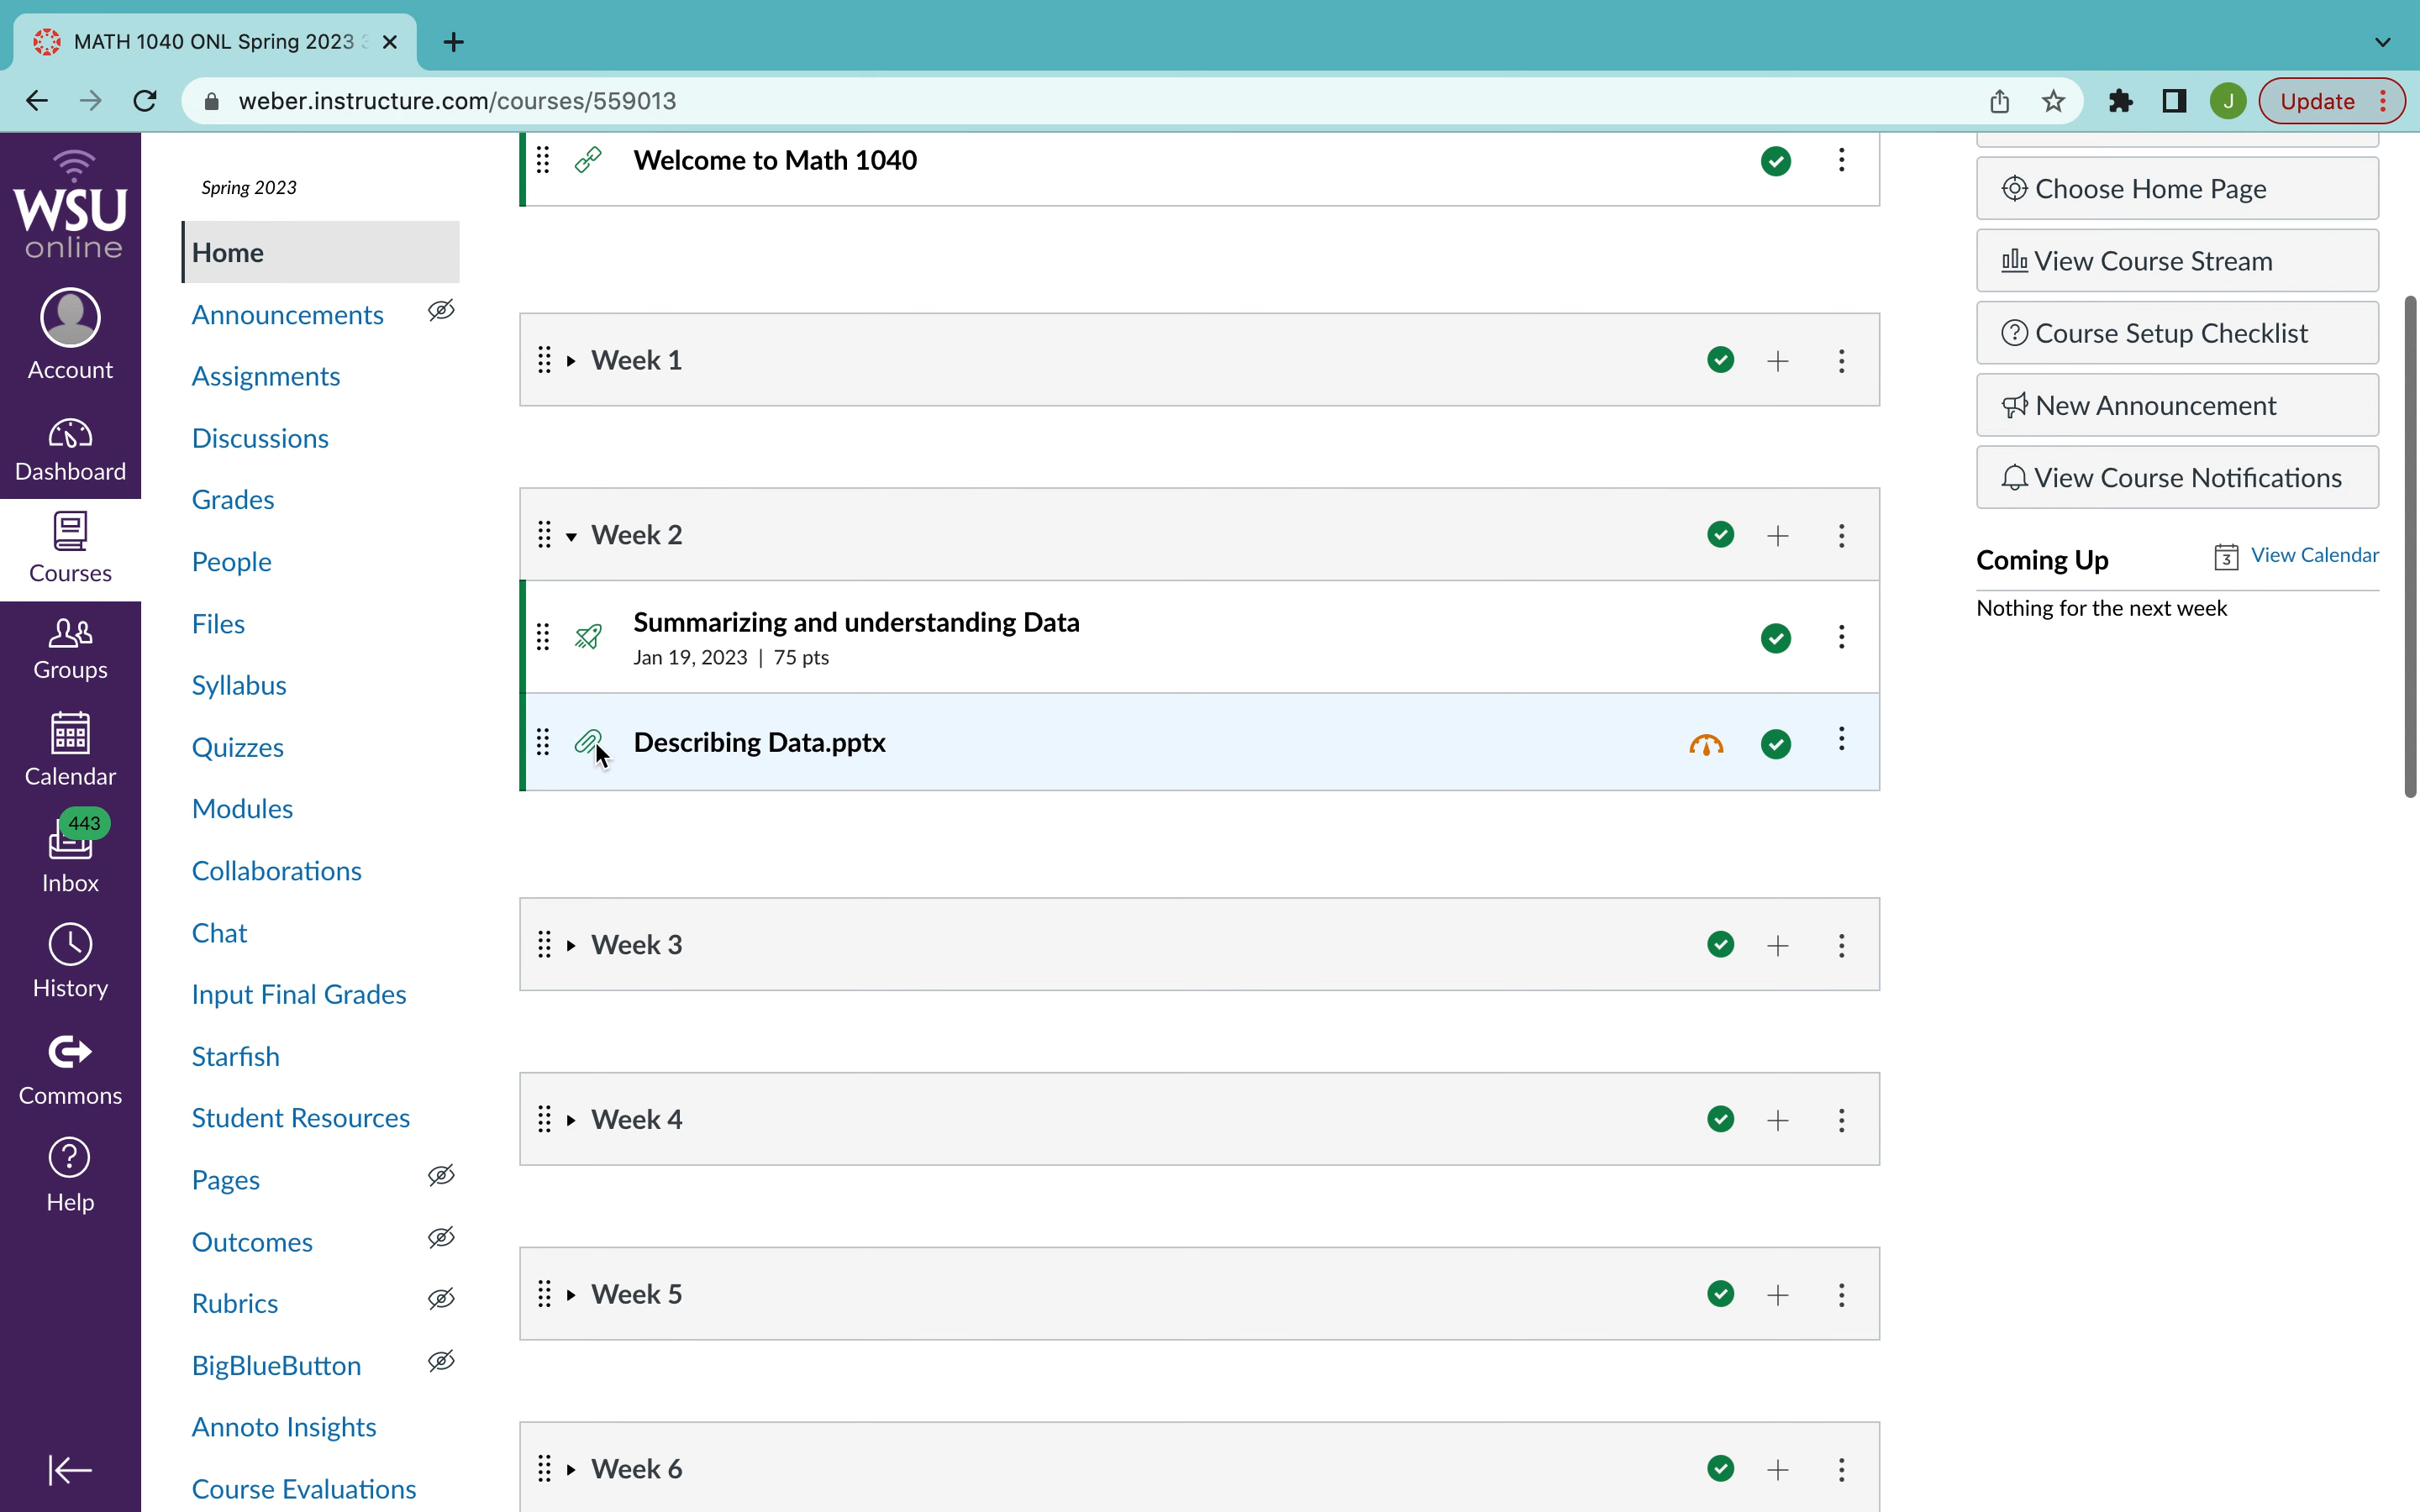 MATH 1040 ONL Spring 2023
weber.instructure.com/courses/559013
J
Update
WSU
online
Account
Dashboard
Courses
Groups
Calendar
443
Inbox
History
Commons
Help
Spring 2023
Home
Announcements
Assignments
Discussions
Grades
People
Files
Syllabus
Quizzes
Modules
Collaborations
Chat
Input Final Grades
Starfish
Student Resources
Pages
Outcomes
Rubrics
BigBlueButton
Annoto Insights
Course Evaluations
Welcome to Math 1040
Week 1
Week 2
Summarizing and understanding Data
Jan 19, 2023 | 75 pts
Describing Data.pptx
Week 3
Week 4
Week 5
Week 6
Choose Home Page
View Course Stream
Course Setup Checklist
New Announcement
View Course Notifications
Coming Up
3 View Calendar
Nothing for the next week